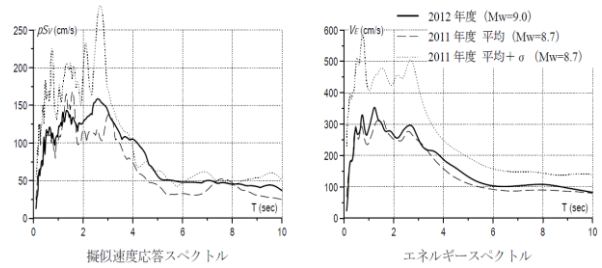 pSV (cm/s)
250
200
150
100
50
0
0 2 4 6 8 10
T (sec)
擬似速度応答スペクトル
VE (cm/s)
600
500
400
300
200
100
0
0 2 4 6 8 10
T (sec)
エネルギースペクトル
2012 年度（Mw=9.0）
2011 年度 平均（Mw=8.7）
2011 年度 平均＋σ（Mw=8.7）